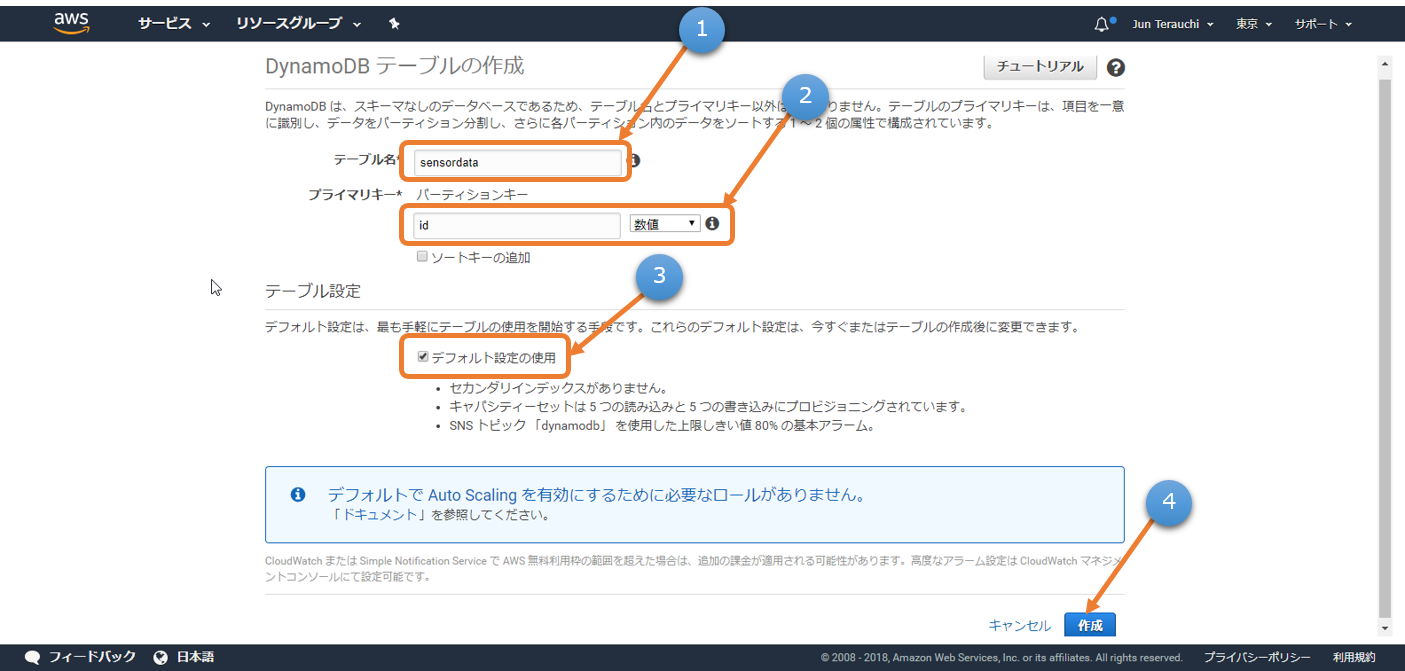 aws サービス リソースグループ Jun Terauchi 東京 サポート
1
DynamoDB テーブルの作成 チュートリアル
2
DynamoDB は、スキーマなしのデータベースであるため、テーブル名とプライマリキー以外は りません。テーブルのプライマリキーは、項目を一意
に識別し、データをパーティション分割し、さらに各パーティション内のデータをソートする 1 ~ 2 個の属性で構成されています。
テーブル名* sensordata
プライマリキー* パーティションキー
id 数値
ソートキーの追加
3
テーブル設定
デフォルト設定は、最も手軽にテーブルの使用を開始する手段です。これらのデフォルト設定は、今すぐまたはテーブルの作成後に変更できます。
デフォルト設定の使用
• セカンダリインデックスがありません。
• キャパシティーセットは 5 つの読み込みと 5 つの書き込みにプロビジョニングされています。
• SNS トピック 「dynamodb」 を使用した上限しきい値 80% の基本アラーム。
デフォルトで Auto Scaling を有効にするために必要なロールがありません。
「ドキュメント」を参照してください。
4
CloudWatch または Simple Notification Service で AWS 無料利用枠の範囲を超えた場合は、追加の課金が適用される可能性があります。高度なアラーム設定は CloudWatch マネジメ
ントコンソールにて設定可能です。
キャンセル 作成
フィードバック 日本語 © 2008 - 2018, Amazon Web Services, Inc. or its affiliates. All rights reserved. プライバシーポリシー 利用規約